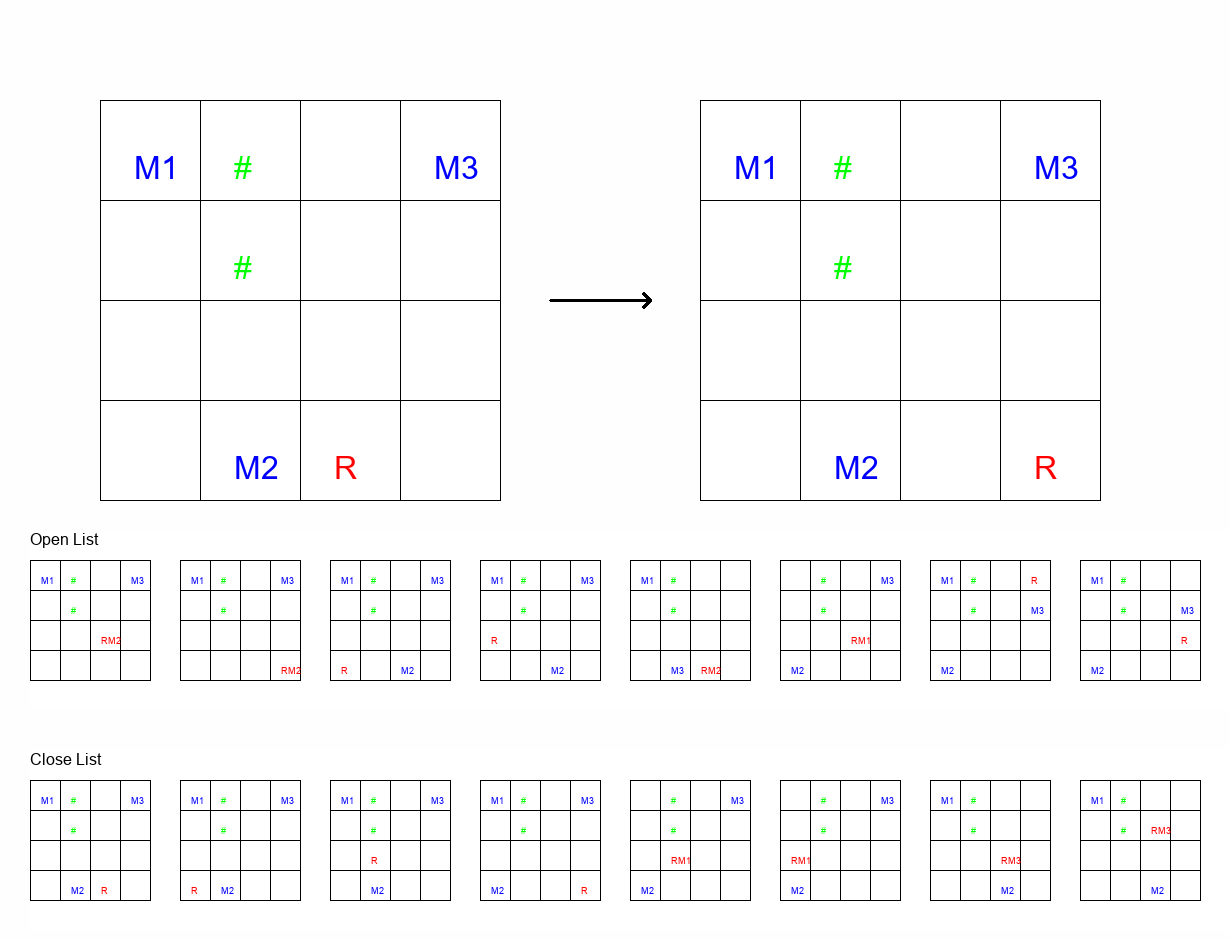 M1 # M3 M1 # M3
# #
M2 R M2 R
Open List
M1 # M3 M1 # M3 M1 # M3 M1 # M3 M1 # # M3 M1 # R M1 #
# # # # # # # M3 # M3
RM2 R RM1 R
RM2 R M2 M2 M3 RM2 M2 M2 M2
Close List
M1 # M3 M1 # M3 M1 # M3 M1 # M3 # M3 # M3 M1 # M1 #
# # # # # # # # RM3
R RM1 RM1 RM3
M2 R R M2 M2 M2 R M2 M2 M2 M2